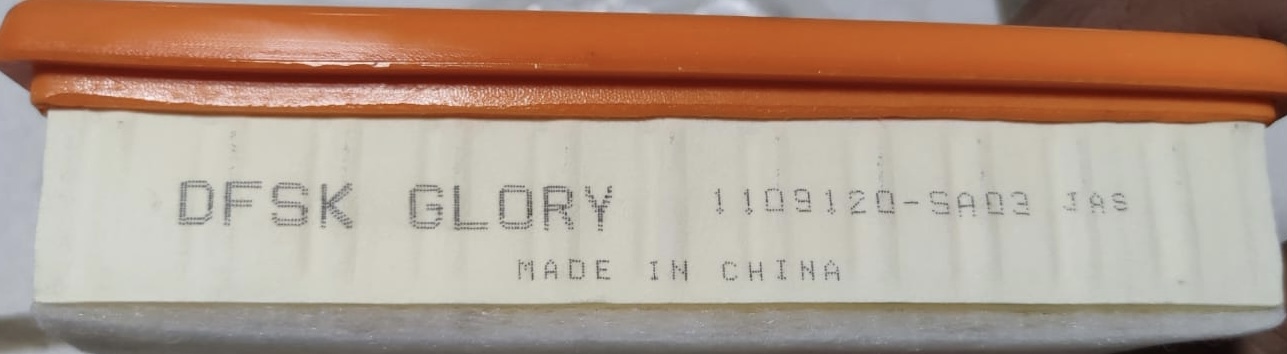 DFSK GLORY 1109120-SA03 JAS
MADE IN CHINA